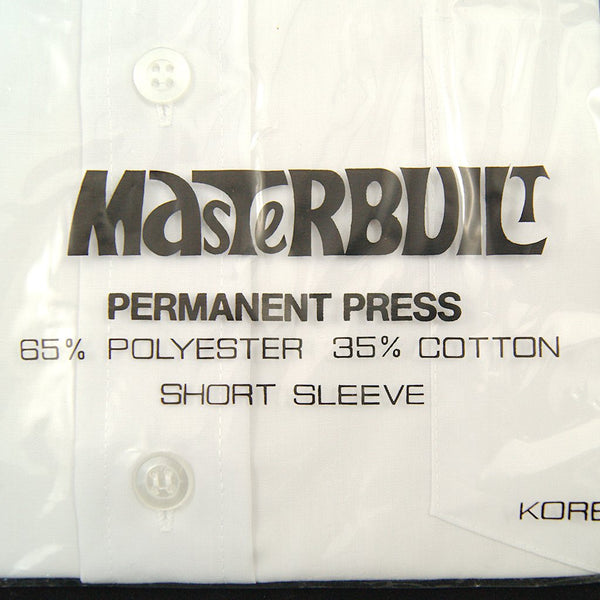 MasTeRBUILT
PERMANENT PRESS
65% POLYESTER 35% COTTON
SHORT SLEEVE
KORE